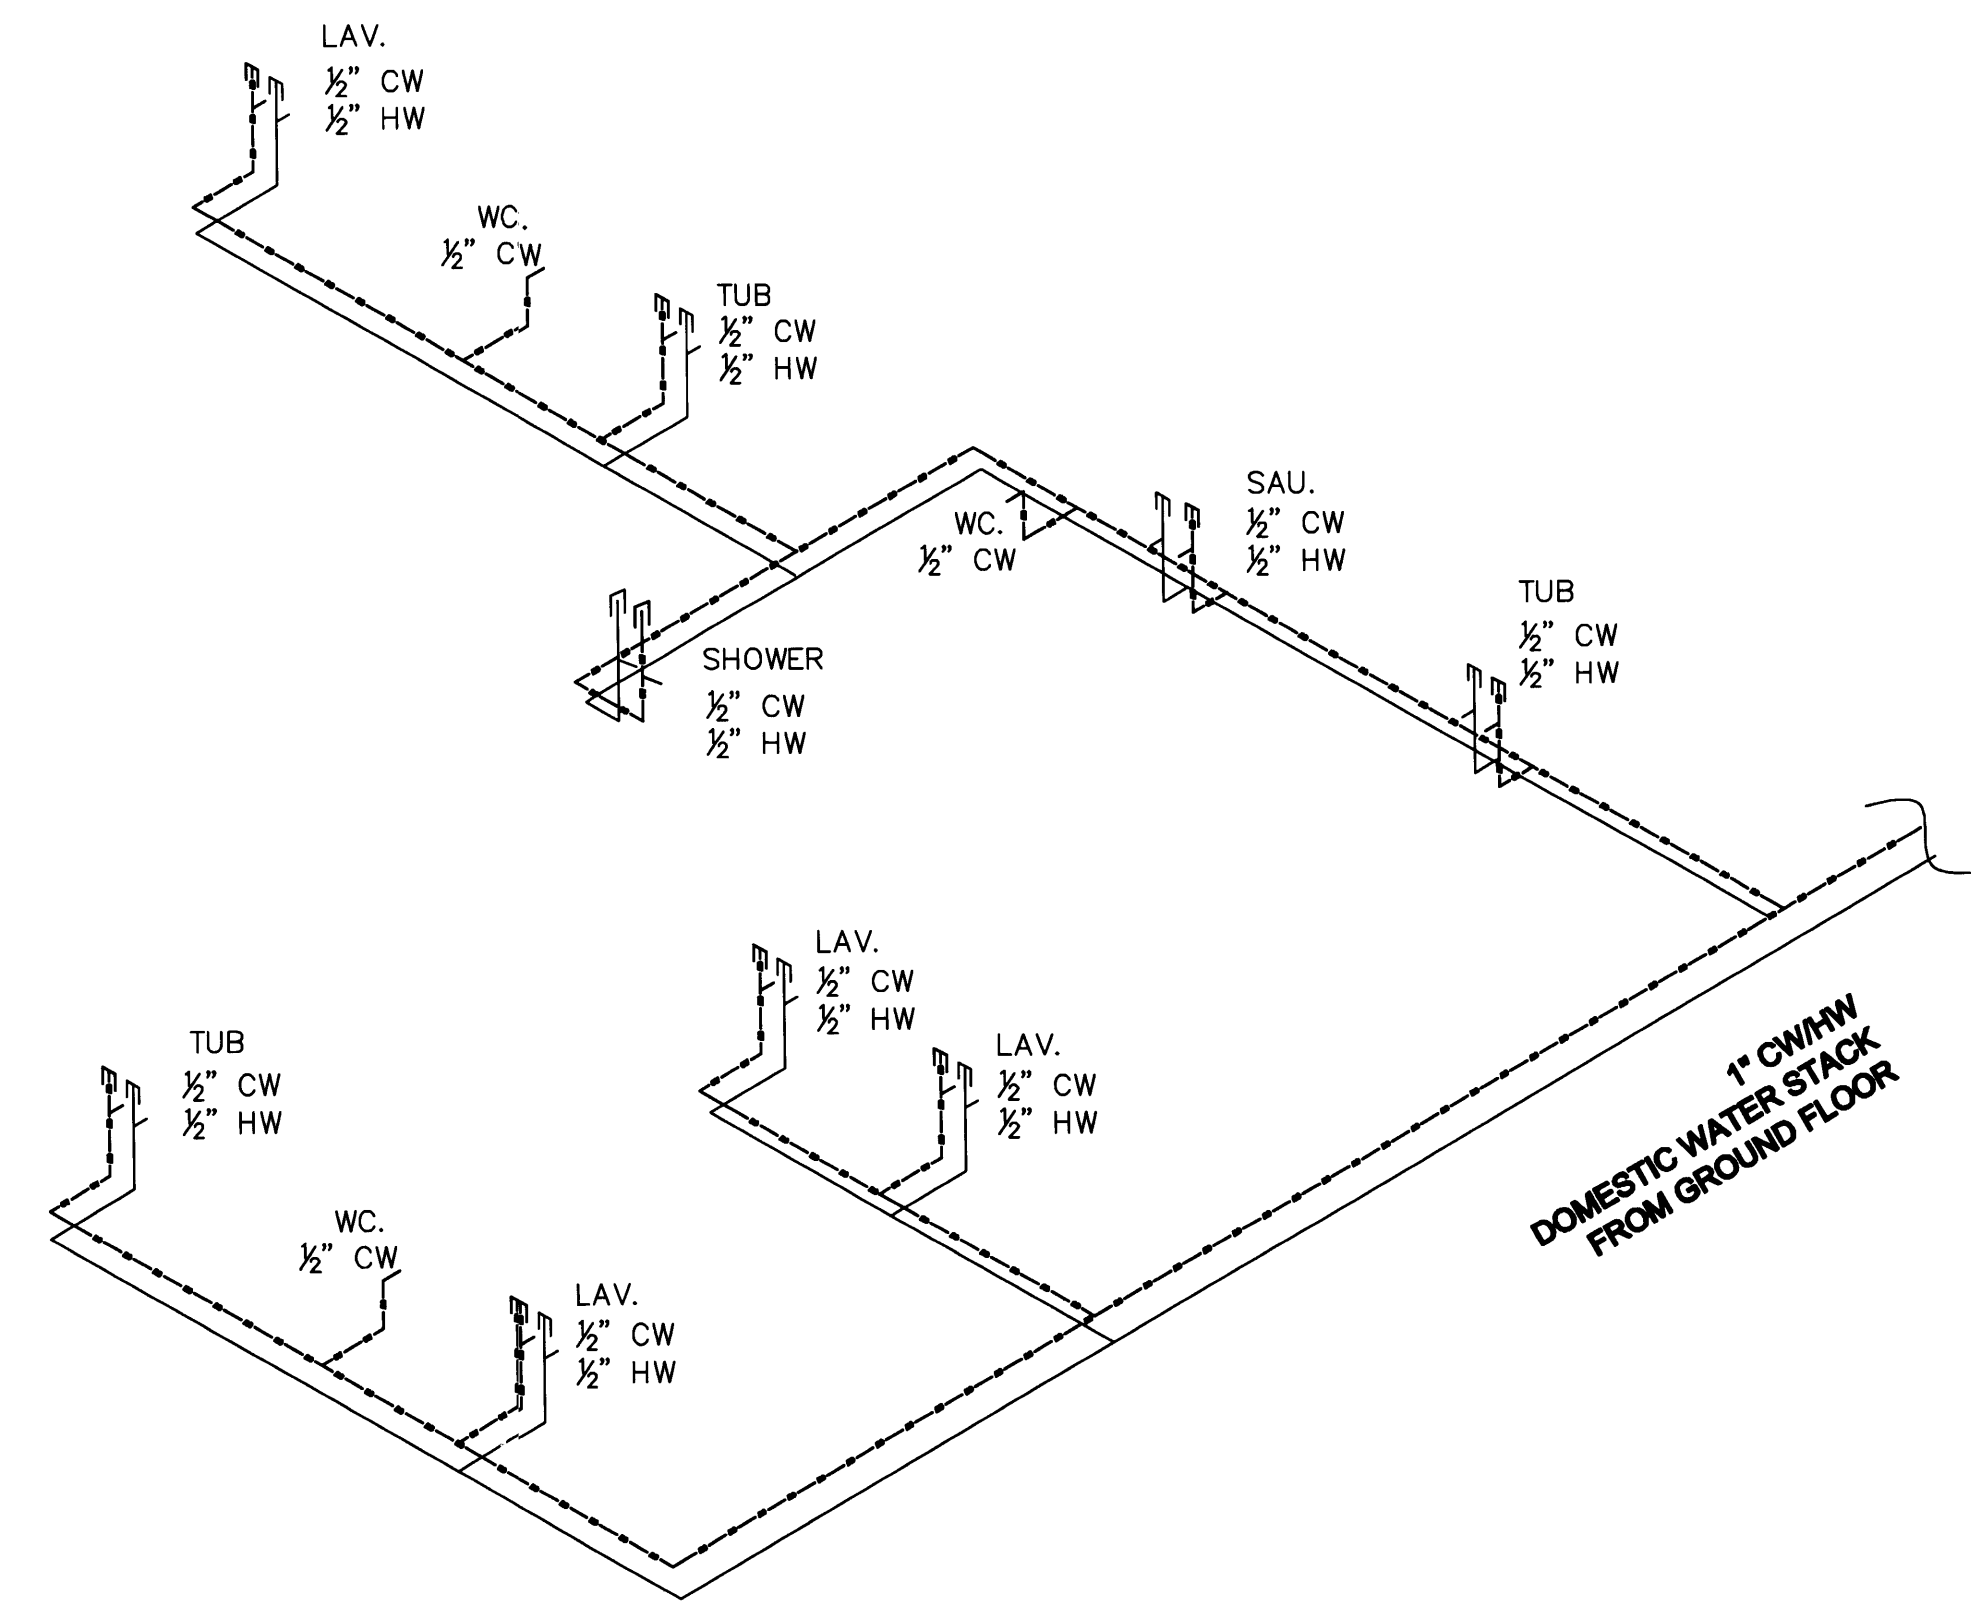 LAV.
½” CW
½” HW
WC.
½” CW
TUB
½” CW
½” HW
WC.
½” CW
SAU.
½” CW
½” HW
TUB
½” CW
½” HW
SHOWER
½” CW
½” HW
LAV.
½” CW
½” HW
LAV.
½” CW
½” HW
TUB
½” CW
½” HW
WC.
½” CW
LAV.
½” CW
½” HW
1" CW/HW
DOMESTIC WATER STACK
FROM GROUND FLOOR